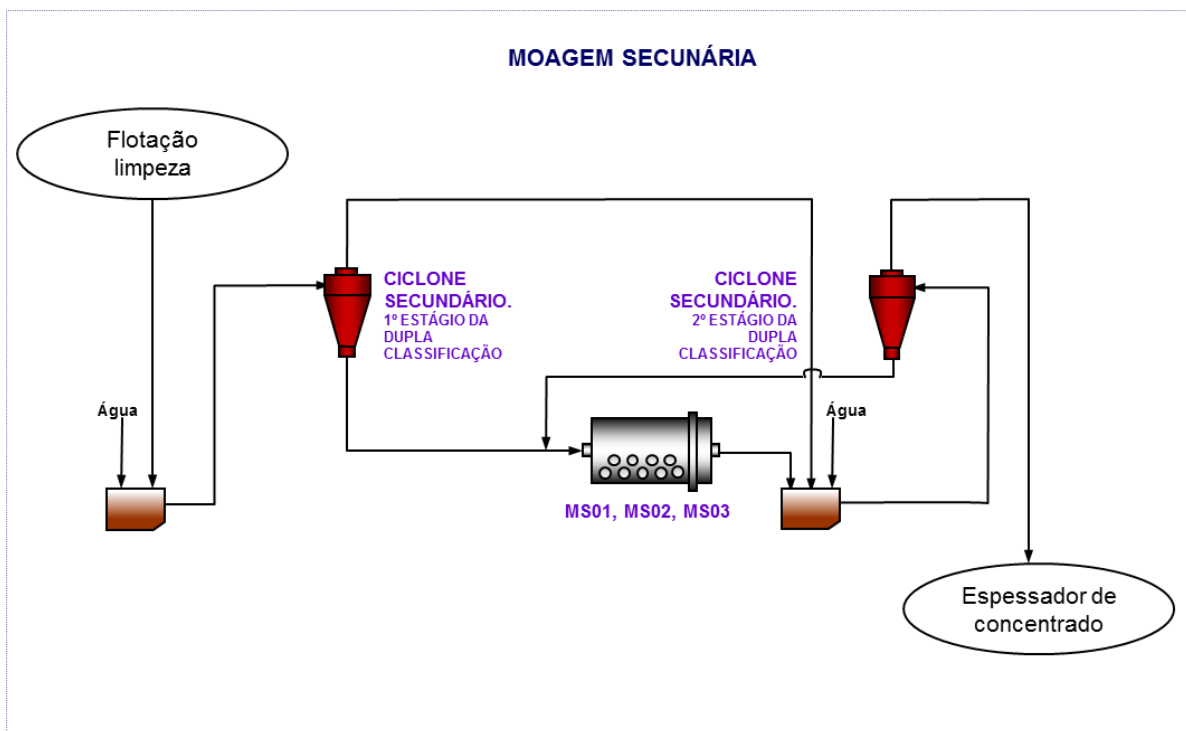 MOAGEM SECUNÁRIA
Flotação
limpeza
CICLONE
SECUNDÁRIO.
1º ESTÁGIO DA
DUPLA
CLASSIFICAÇÃO
CICLONE
SECUNDÁRIO.
2º ESTÁGIO DA
DUPLA
CLASSIFICAÇÃO
Água
Água
MS01, MS02, MS03
Espessador de
concentrado